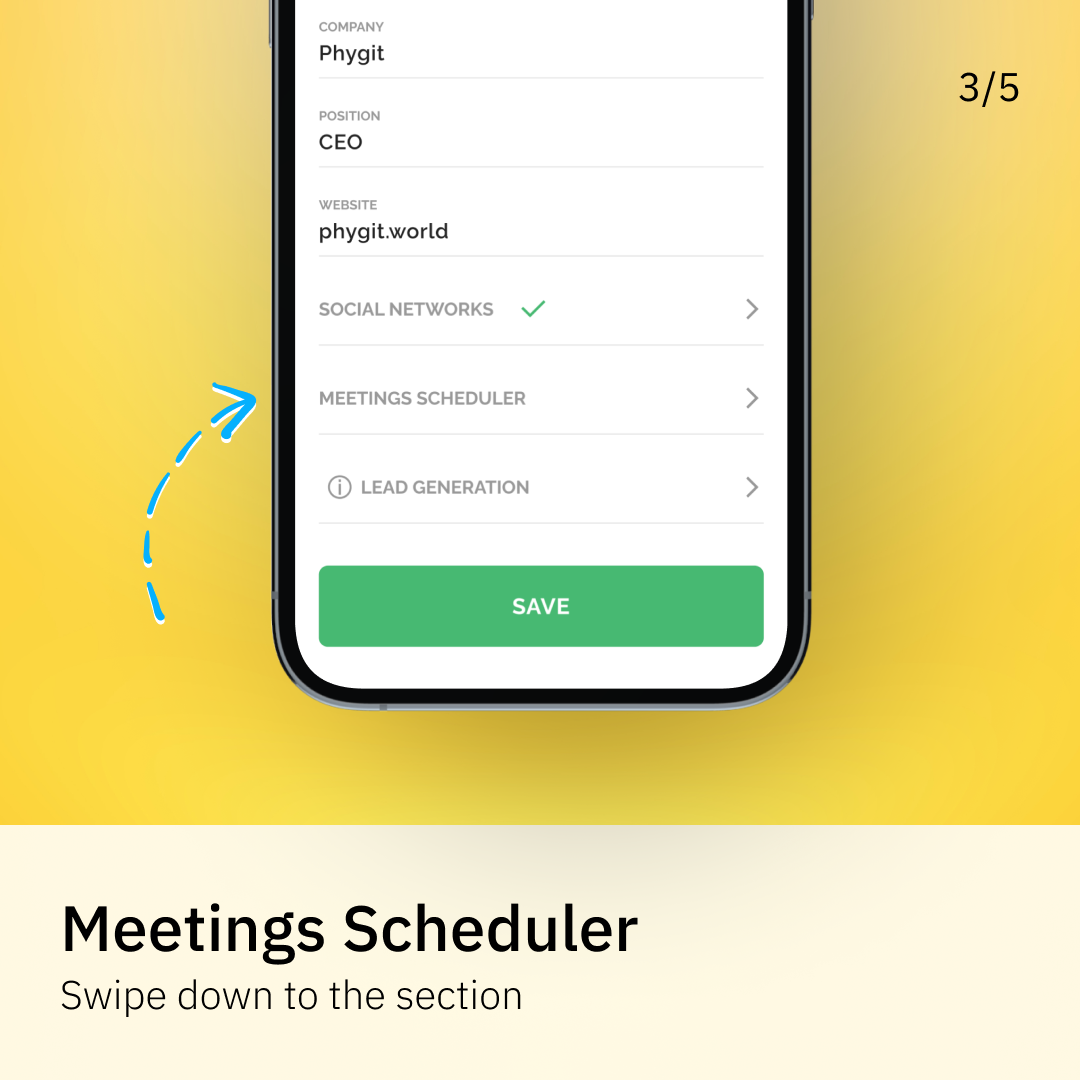 COMPANY
Phygit
3/5
POSITION
CEO
WEBSITE
phygit.world
SOCIAL NETWORKS
MEETINGS SCHEDULER
LEAD GENERATION
SAVE
Meetings Scheduler
Swipe down to the section